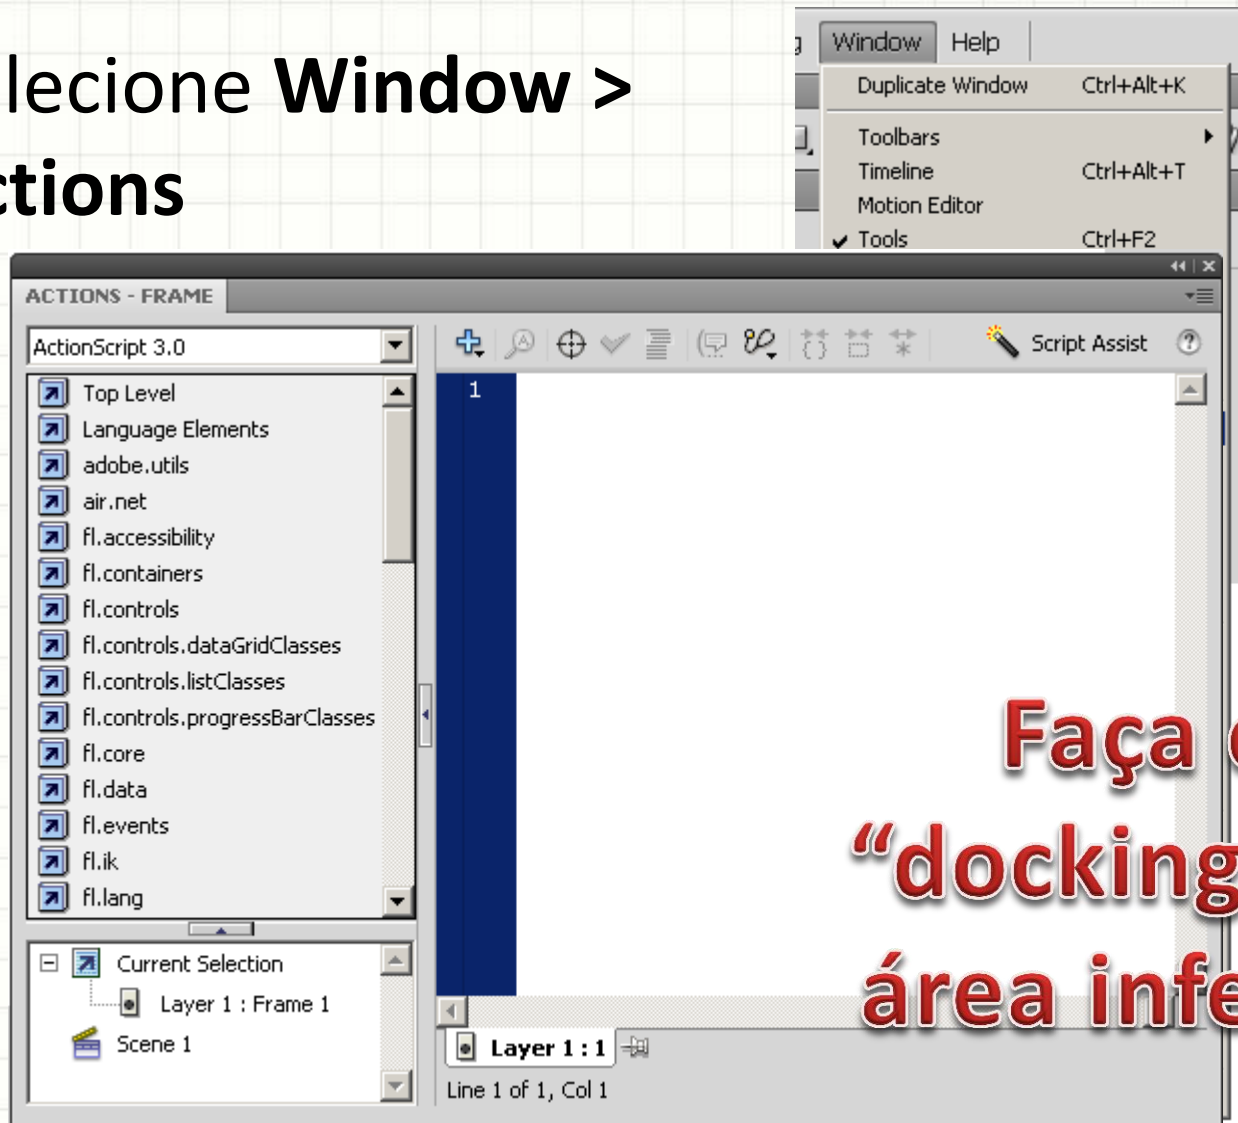 lecione Window >
ctions
Window Help
Duplicate Window Ctrl+Alt+K
Toolbars
Timeline Ctrl+Alt+T
Motion Editor
Tools Ctrl+F2
ACTIONS - FRAME
ActionScript 3.0
Script Assist
Top Level
Language Elements
adobe.utils
air.net
fl.accessibility
fl.containers
fl.controls
fl.controls.dataGridClasses
fl.controls.listClasses
fl.controls.progressBarClasses
fl.core
fl.data
fl.events
fl.ik
fl.lang
1
Faça
“docking
área infe
Current Selection
Layer 1 : Frame 1
Scene 1
Layer 1 : 1
Line 1 of 1, Col 1